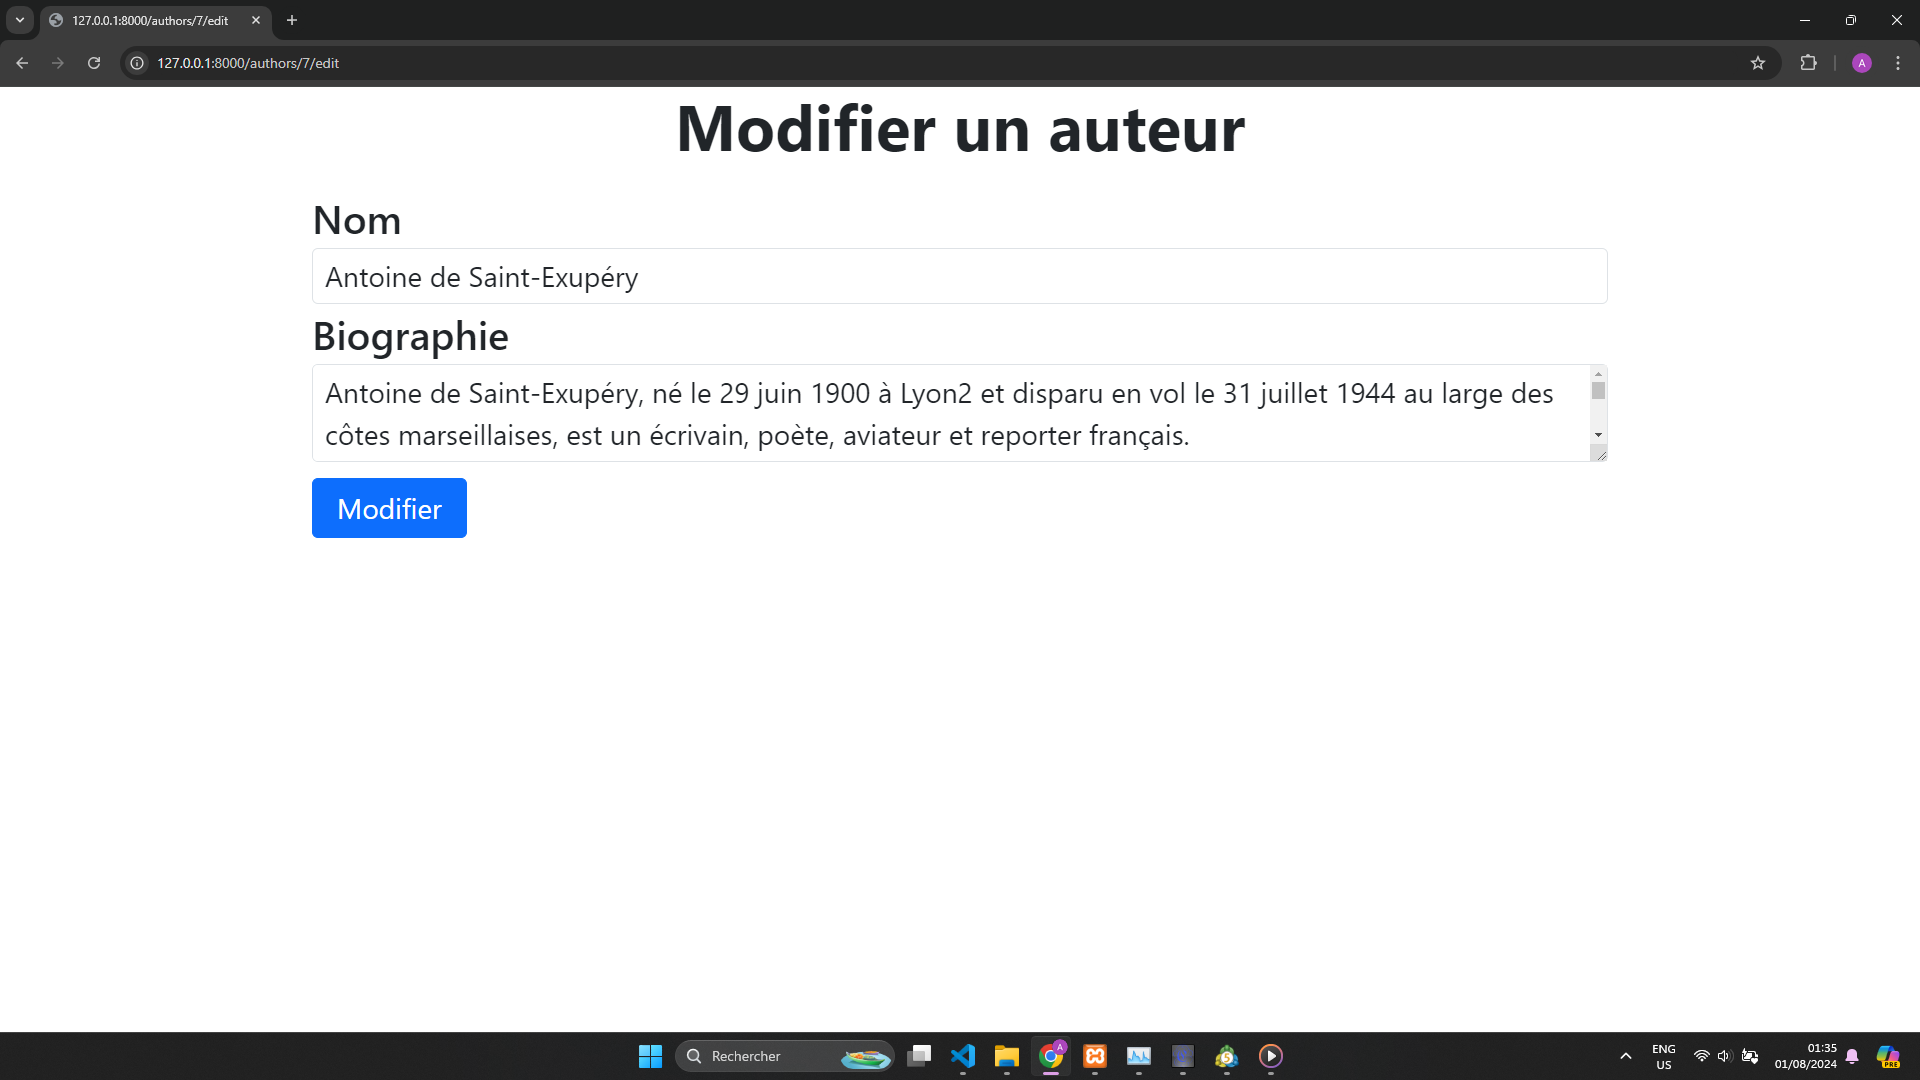 127.0.0.1:8000/authors/7/edit
127.0.0.1:8000/authors/7/edit
A
Modifier un auteur
Nom
Antoine de Saint-Exupéry
Biographie
Antoine de Saint-Exupéry, né le 29 juin 1900 à Lyon2 et disparu en vol le 31 juillet 1944 au large des
côtes marseillaises, est un écrivain, poète, aviateur et reporter français.
Modifier
Rechercher
A
ENG
US
01:35
01/08/2024
PRE